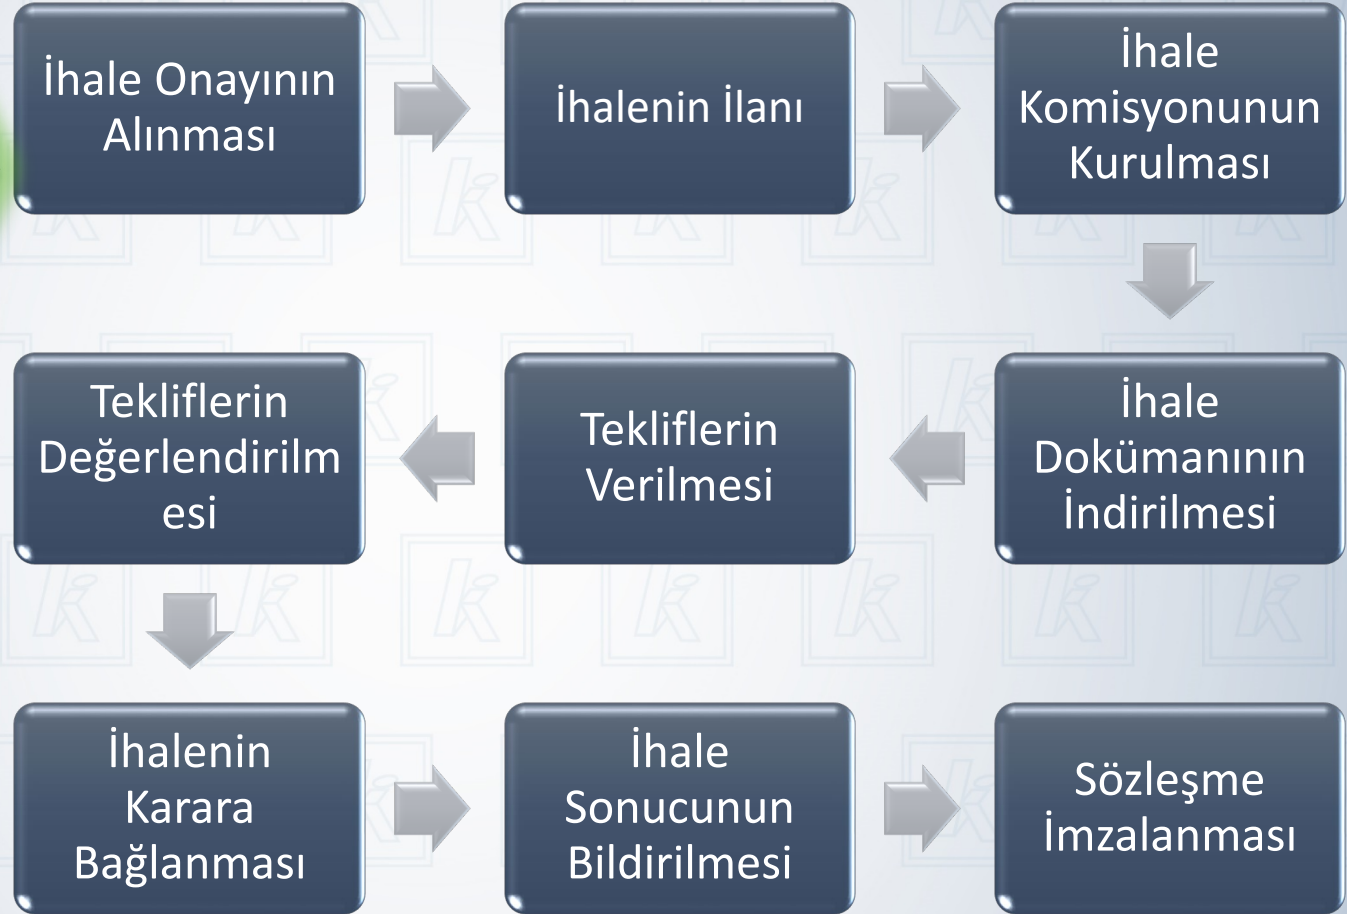 İhale Onayının
Alınması
İhalenin İlanı
İhale
Komisyonunun
Kurulması
İhale
Dokümanının
İndirilmesi
Tekliflerin
Verilmesi
Tekliflerin
Değerlendirilm
esi
İhalenin
Karara
Bağlanması
İhale
Sonucunun
Bildirilmesi
Sözleşme
İmzalanması